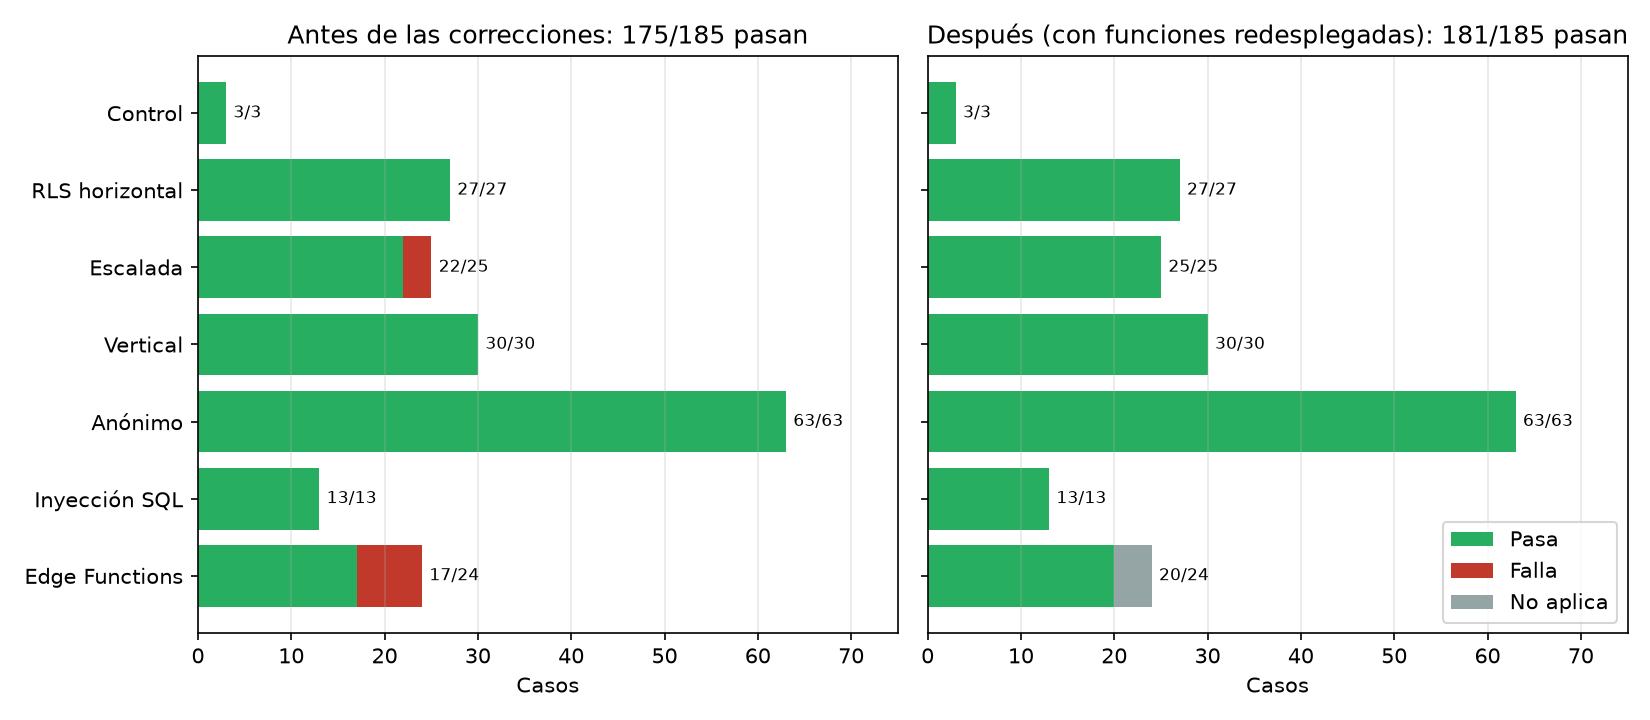 Antes de las correcciones: 175/185 pasan
Control
3/3
RLS horizontal
27/27
Escalada
22/25
Vertical
30/30
Anónimo
63/63
Inyección SQL
13/13
Edge Functions
17/24
0 10 20 30 40 50 60 70
Casos
Después (con funciones redesplegadas): 181/185 pasan
3/3
27/27
25/25
30/30
63/63
13/13
20/24
Pasa
Falla
No aplica
0 10 20 30 40 50 60 70
Casos